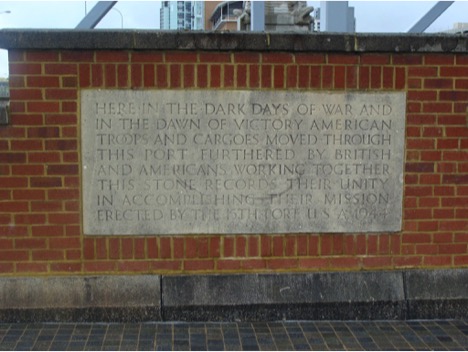 HERE IN THE DARK DAYS OF WAR AND
IN THE DAWN OF VICTORY AMERICAN
TROOPS AND CARGOES MOVED THROUGH
THIS PORT FURTHERED BY BRITISH
AND AMERICANS WORKING TOGETHER
THIS STONE RECORDS THEIR UNITY
IN ACCOMPLISHING THEIR MISSION
ERECTED BY THE 13TH PORT U S A 1944